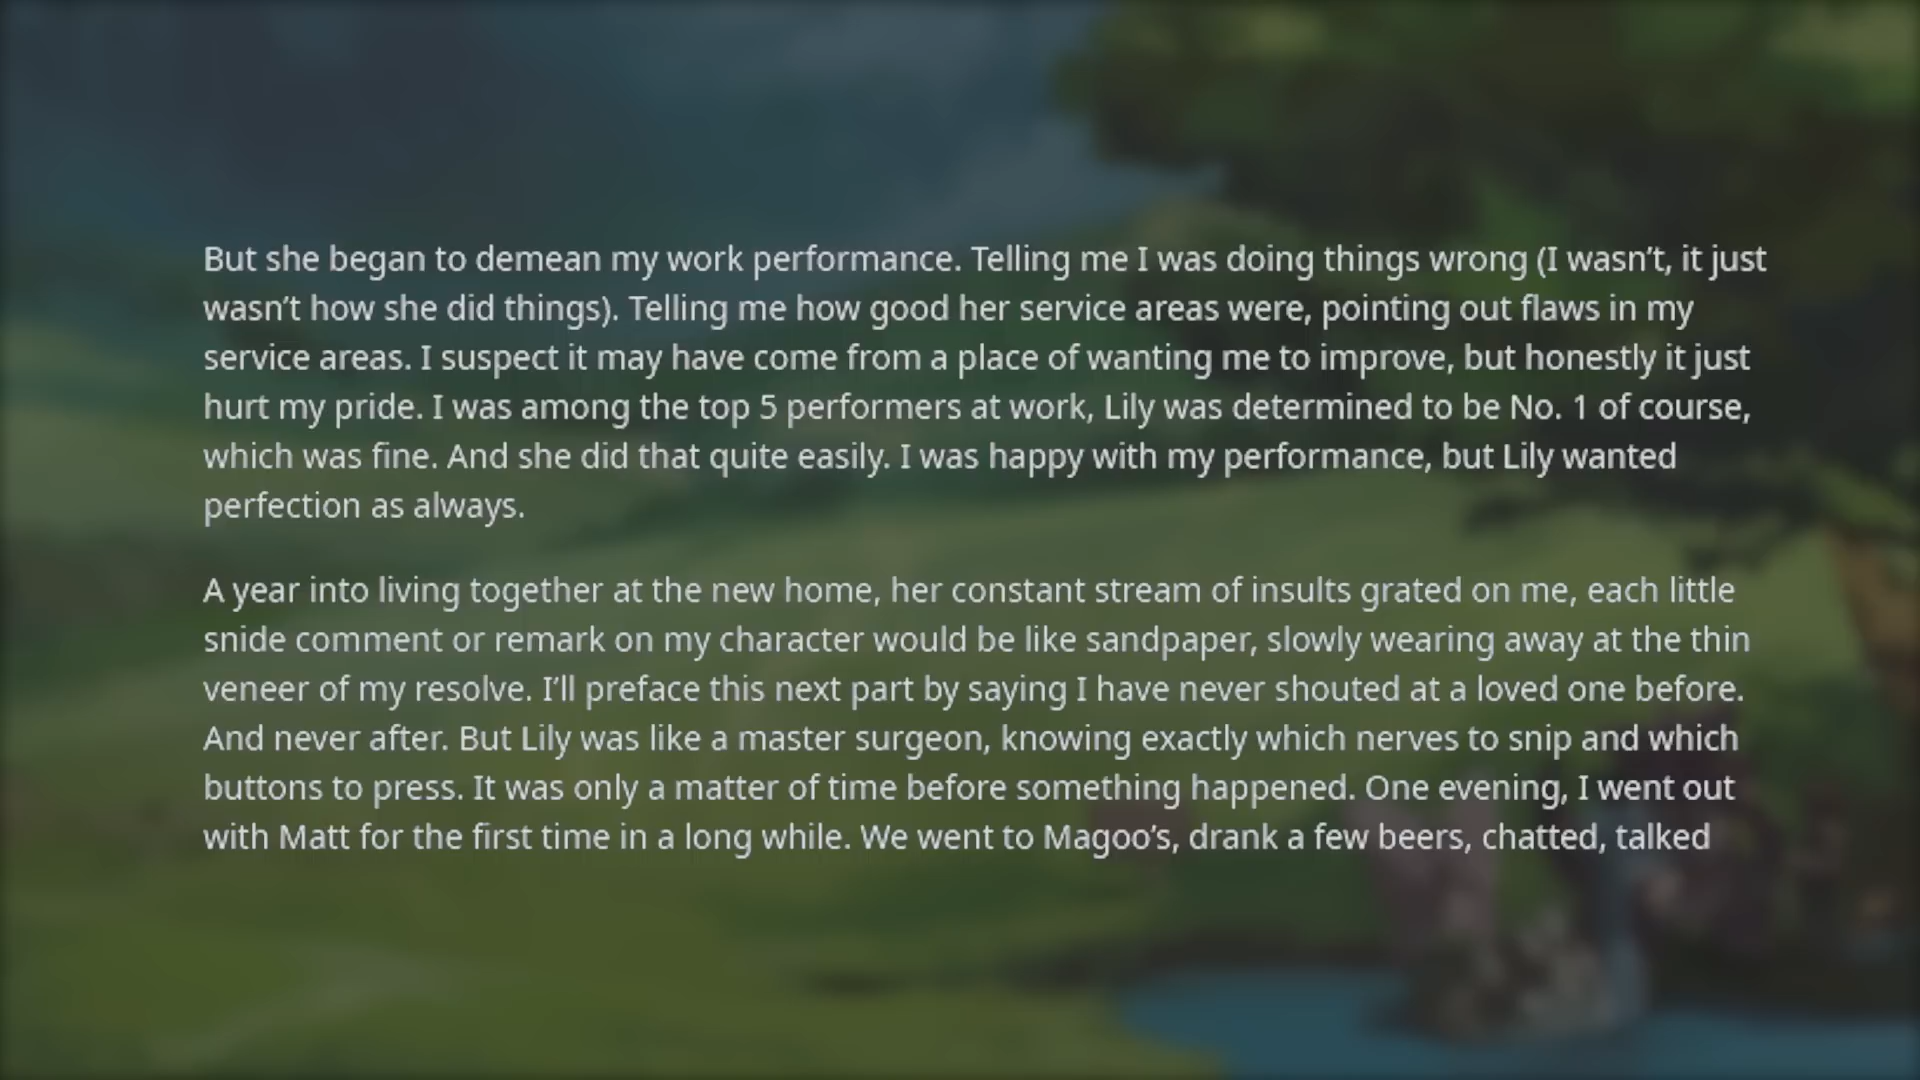 But she began to demean my work performance. Telling me I was doing things wrong (I wasn’t, it just
wasn’t how she did things). Telling me how good her service areas were, pointing out flaws in my
service areas. I suspect it may have come from a place of wanting me to improve, but honestly it just
hurt my pride. I was among the top 5 performers at work, Lily was determined to be No. 1 of course,
which was fine. And she did that quite easily. I was happy with my performance, but Lily wanted
perfection as always.
A year into living together at the new home, her constant stream of insults grated on me, each little
snide comment or remark on my character would be like sandpaper, slowly wearing away at the thin
veneer of my resolve. I’ll preface this next part by saying I have never shouted at a loved one before.
And never after. But Lily was like a master surgeon, knowing exactly which nerves to snip and which
buttons to press. It was only a matter of time before something happened. One evening, I went out
with Matt for the first time in a long while. We went to Magoo’s, drank a few beers, chatted, talked